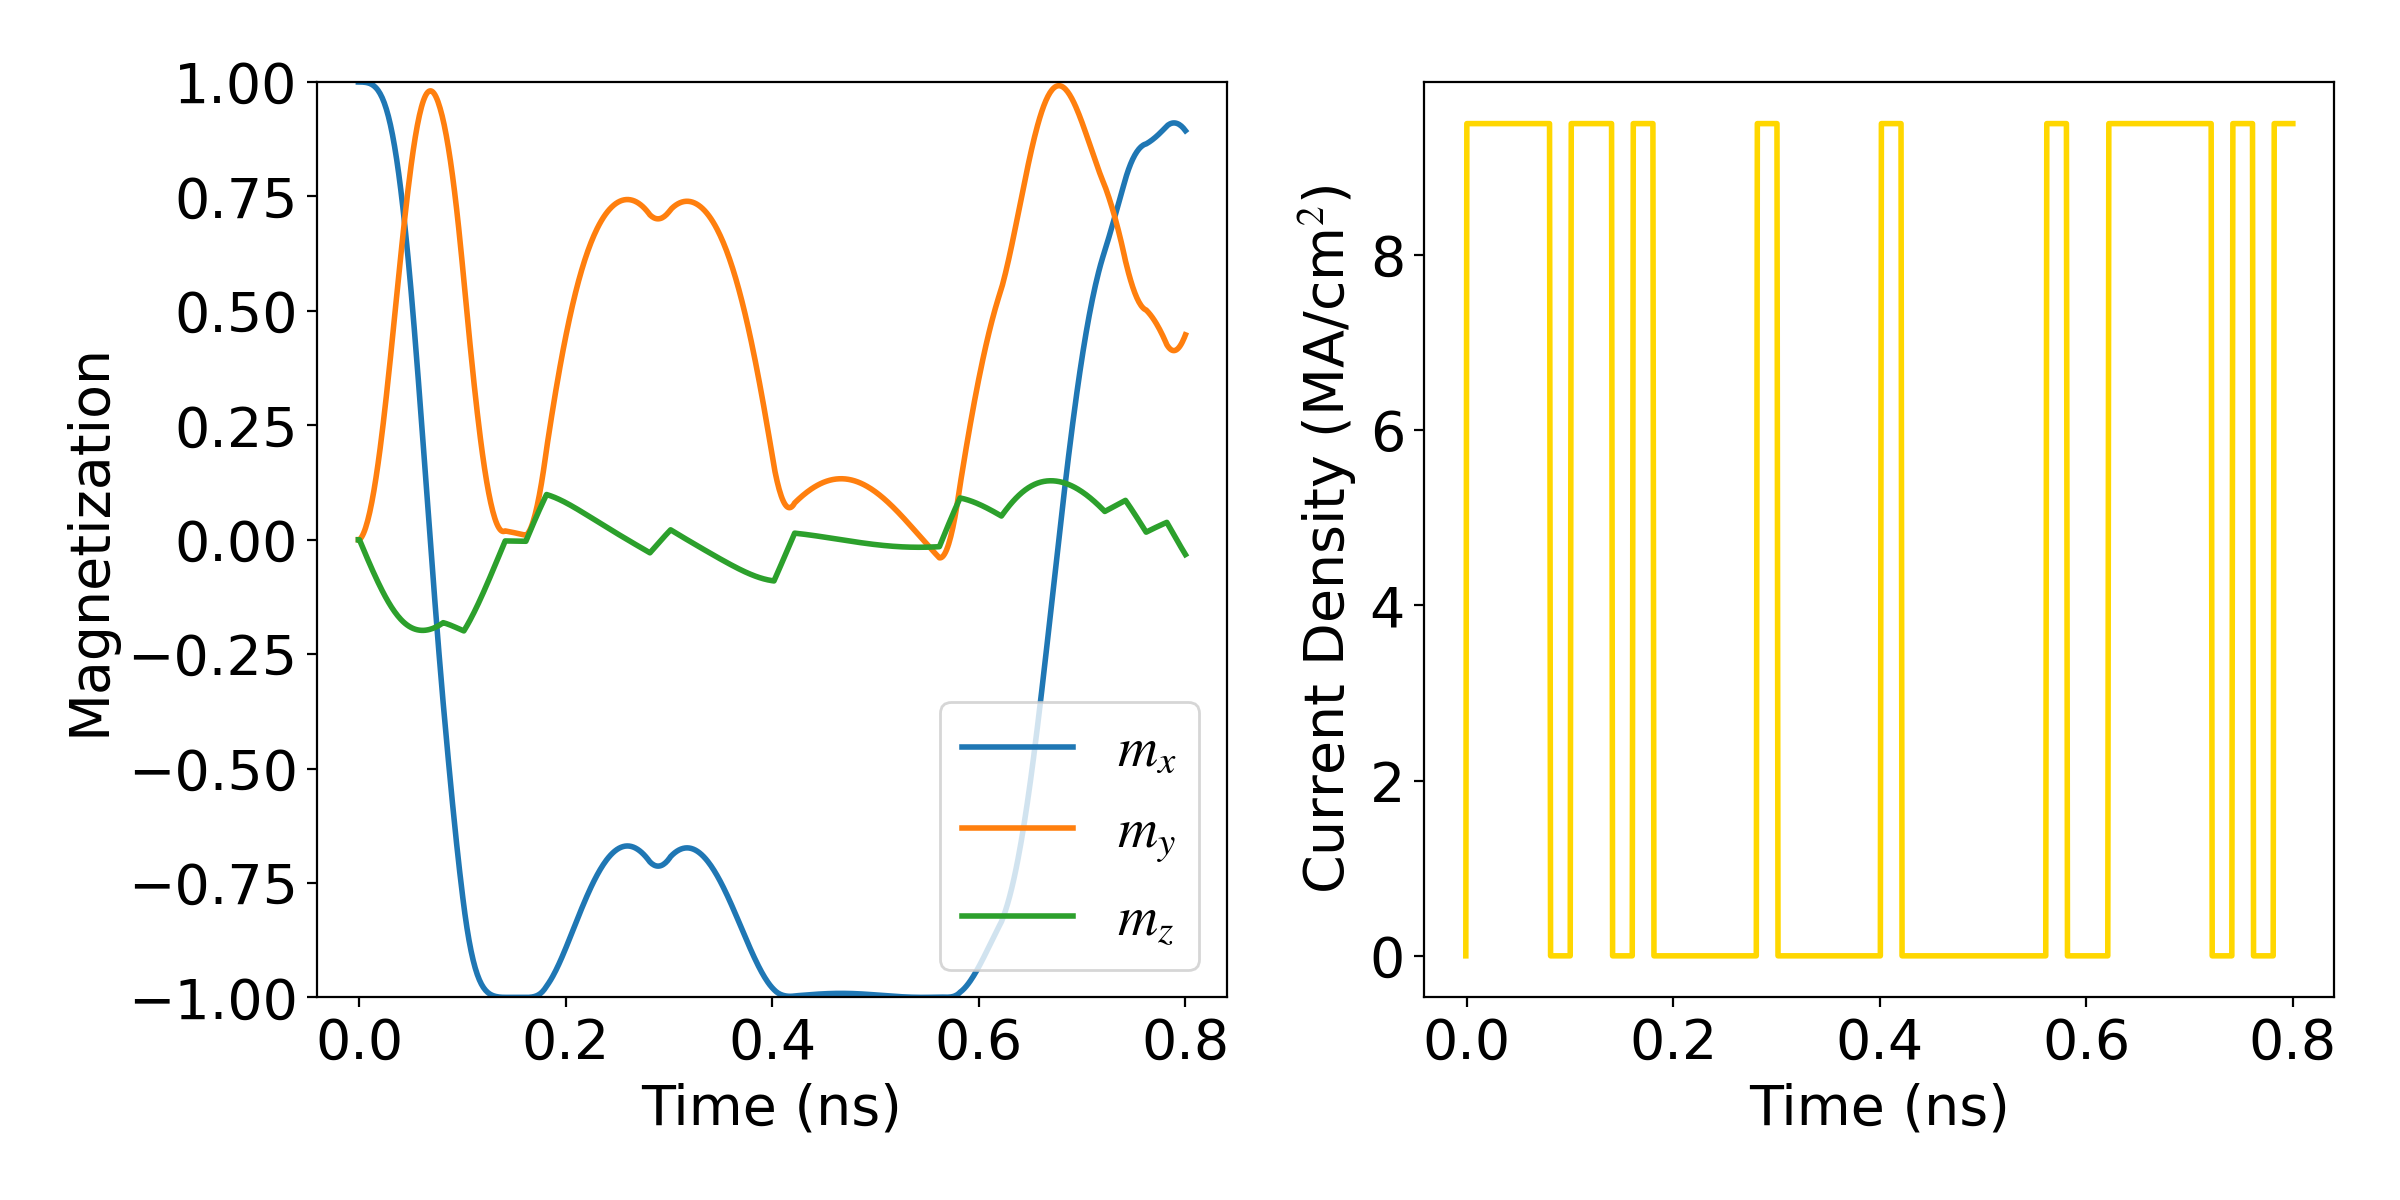 Magnetization
1.00
0.75
0.50
0.25
0.00
−0.25
−0.50
−0.75
−1.00
0.0 0.2 0.4 0.6 0.8
Time (ns)
m_x
m_y
m_z
Current Density (MA/cm²)
8
6
4
2
0
0.0 0.2 0.4 0.6 0.8
Time (ns)